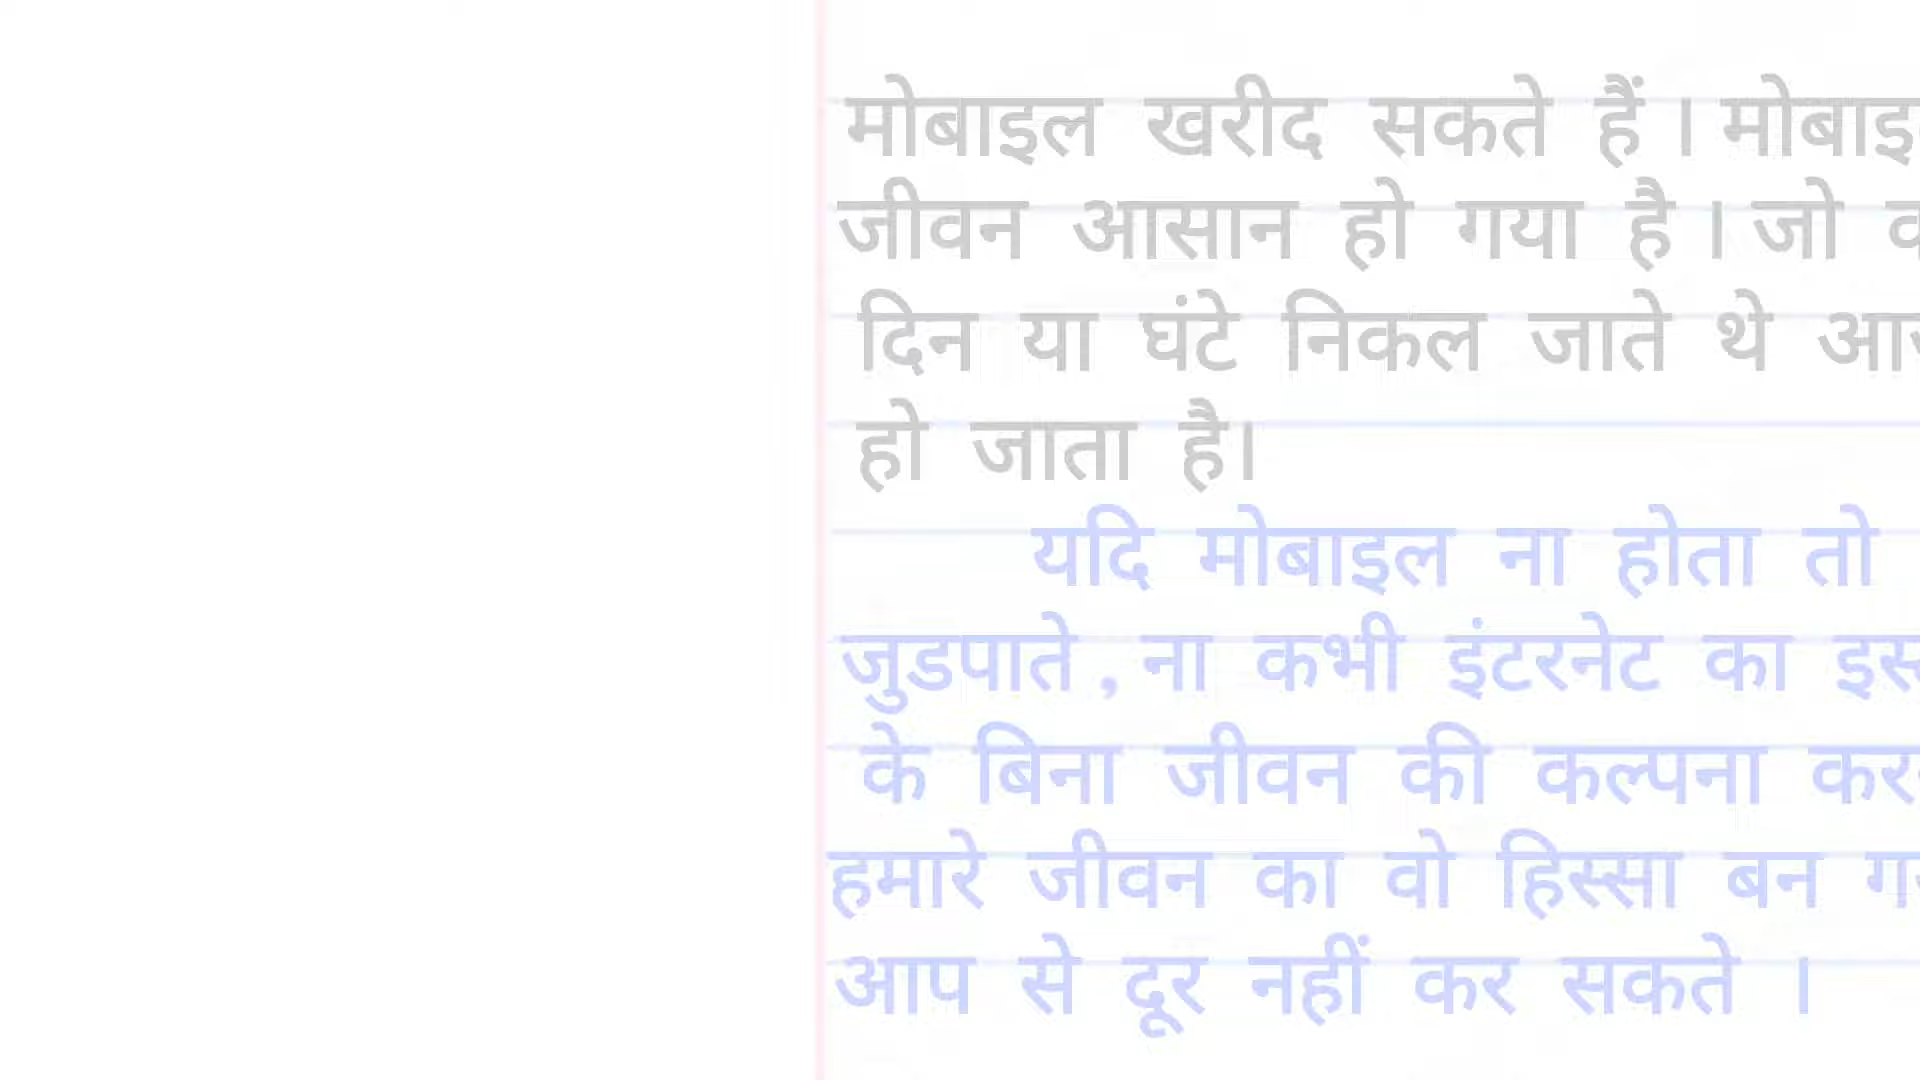 मोबाइल खरीद सकते हैं । मोबाइ
जीवन आसान हो गया है । जो
दिन या घंटे निकल जाते थे
हो जाता है।
यदि मोबाइल ना होता तो
जुडपाते , ना कभी इंटरनेट का
के बिना जीवन की कल्पना
हमारे जीवन का वो हिस्सा बन
आप से दूर नहीं कर सकते ।